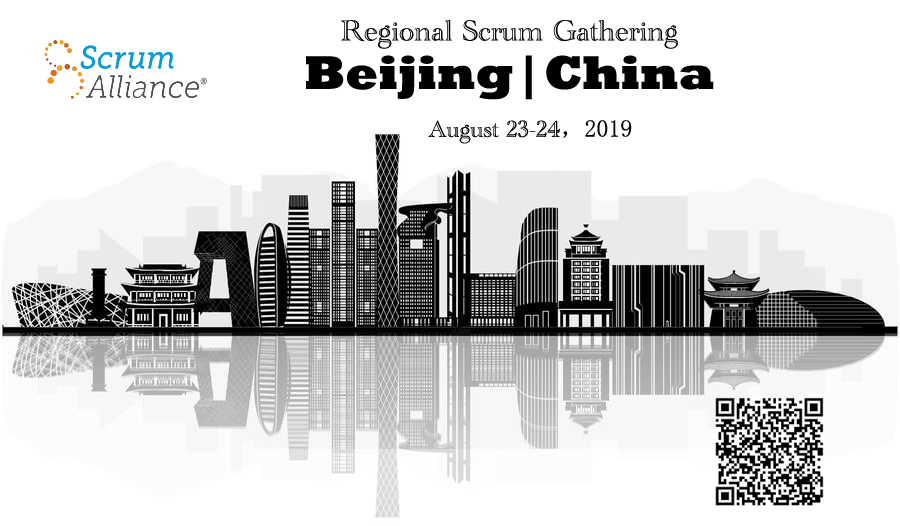 Regional Scrum Gathering
Scrum
Alliance®
Beijing|China
August 23-24，2019